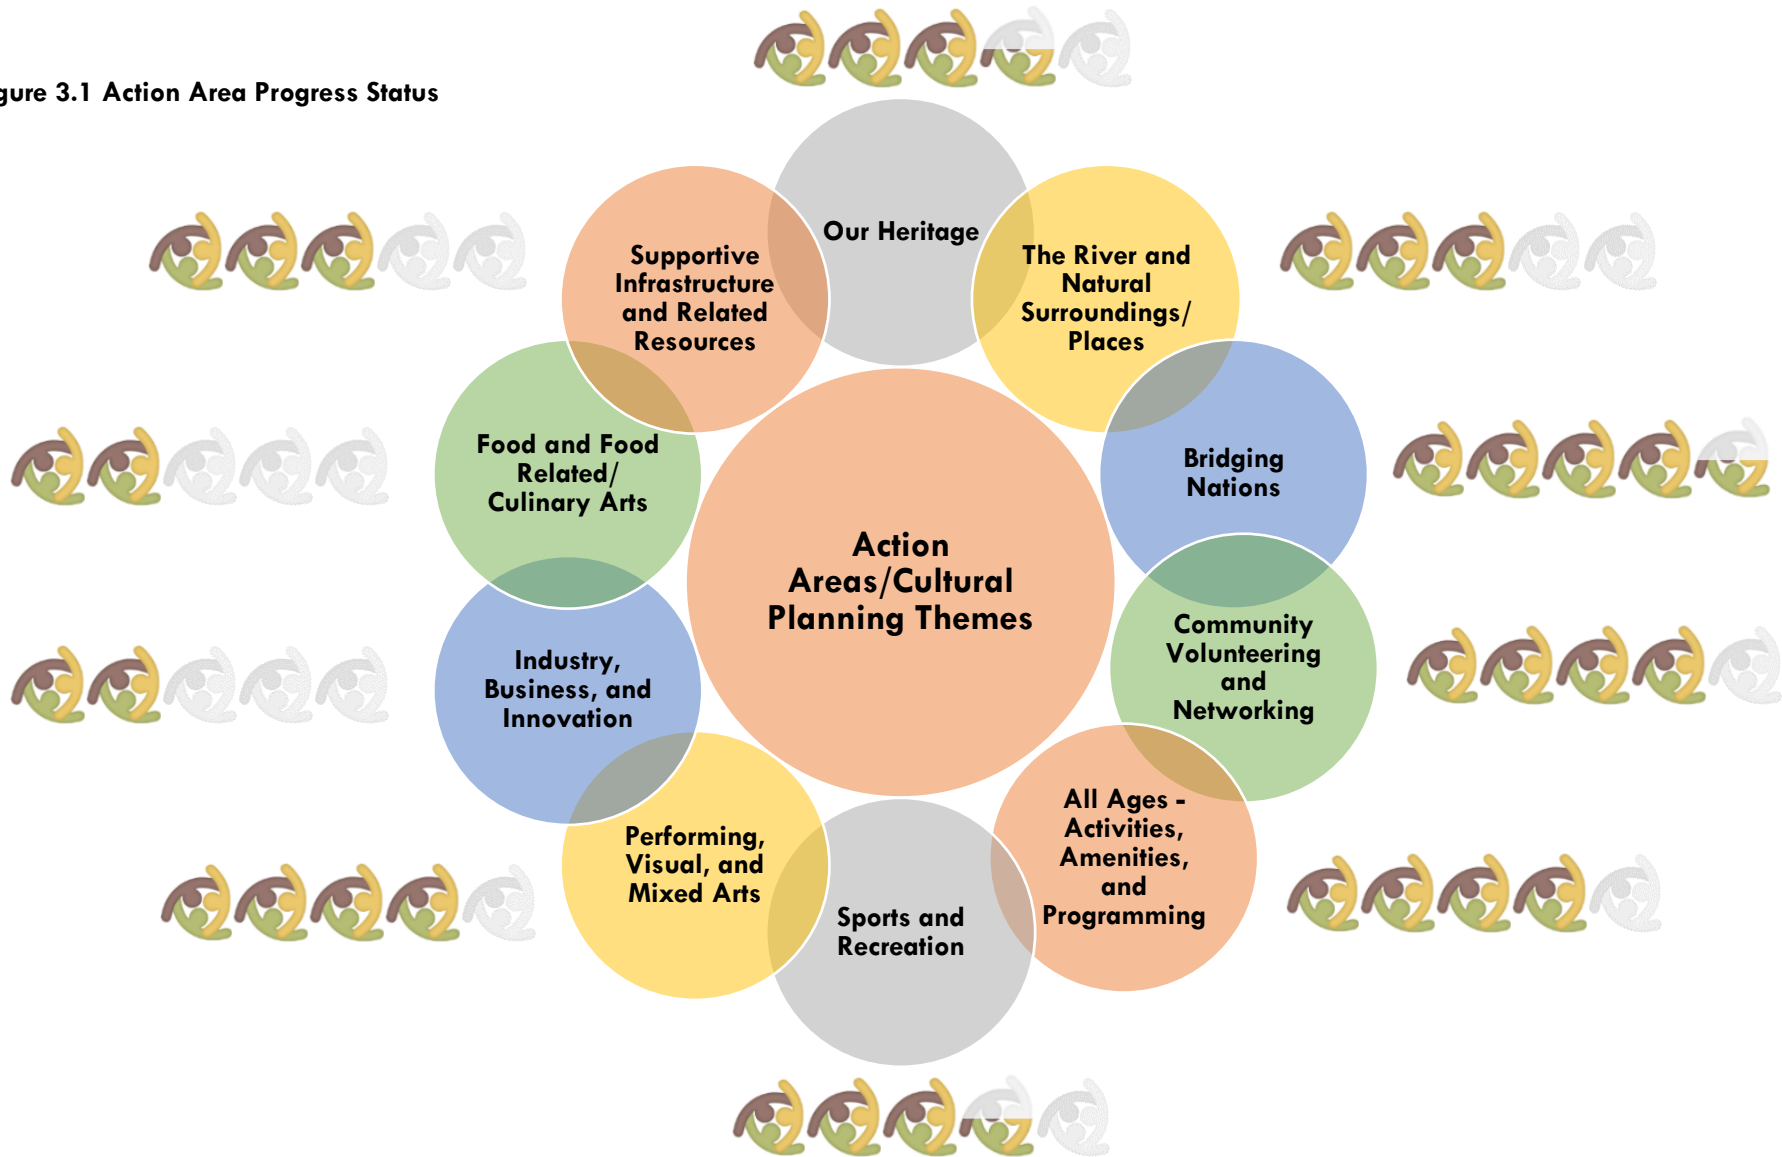 gure 3.1 Action Area Progress Status
Our Heritage
Supportive
Infrastructure
and Related
Resources
The River and
Natural
Surroundings/
Places
Food and Food
Related/
Culinary Arts
Bridging
Nations
Action
Areas/Cultural
Planning Themes
Industry,
Business, and
Innovation
Community
Volunteering
and
Networking
Performing,
Visual, and
Mixed Arts
All Ages -
Activities,
Amenities,
and
Programming
Sports and
Recreation